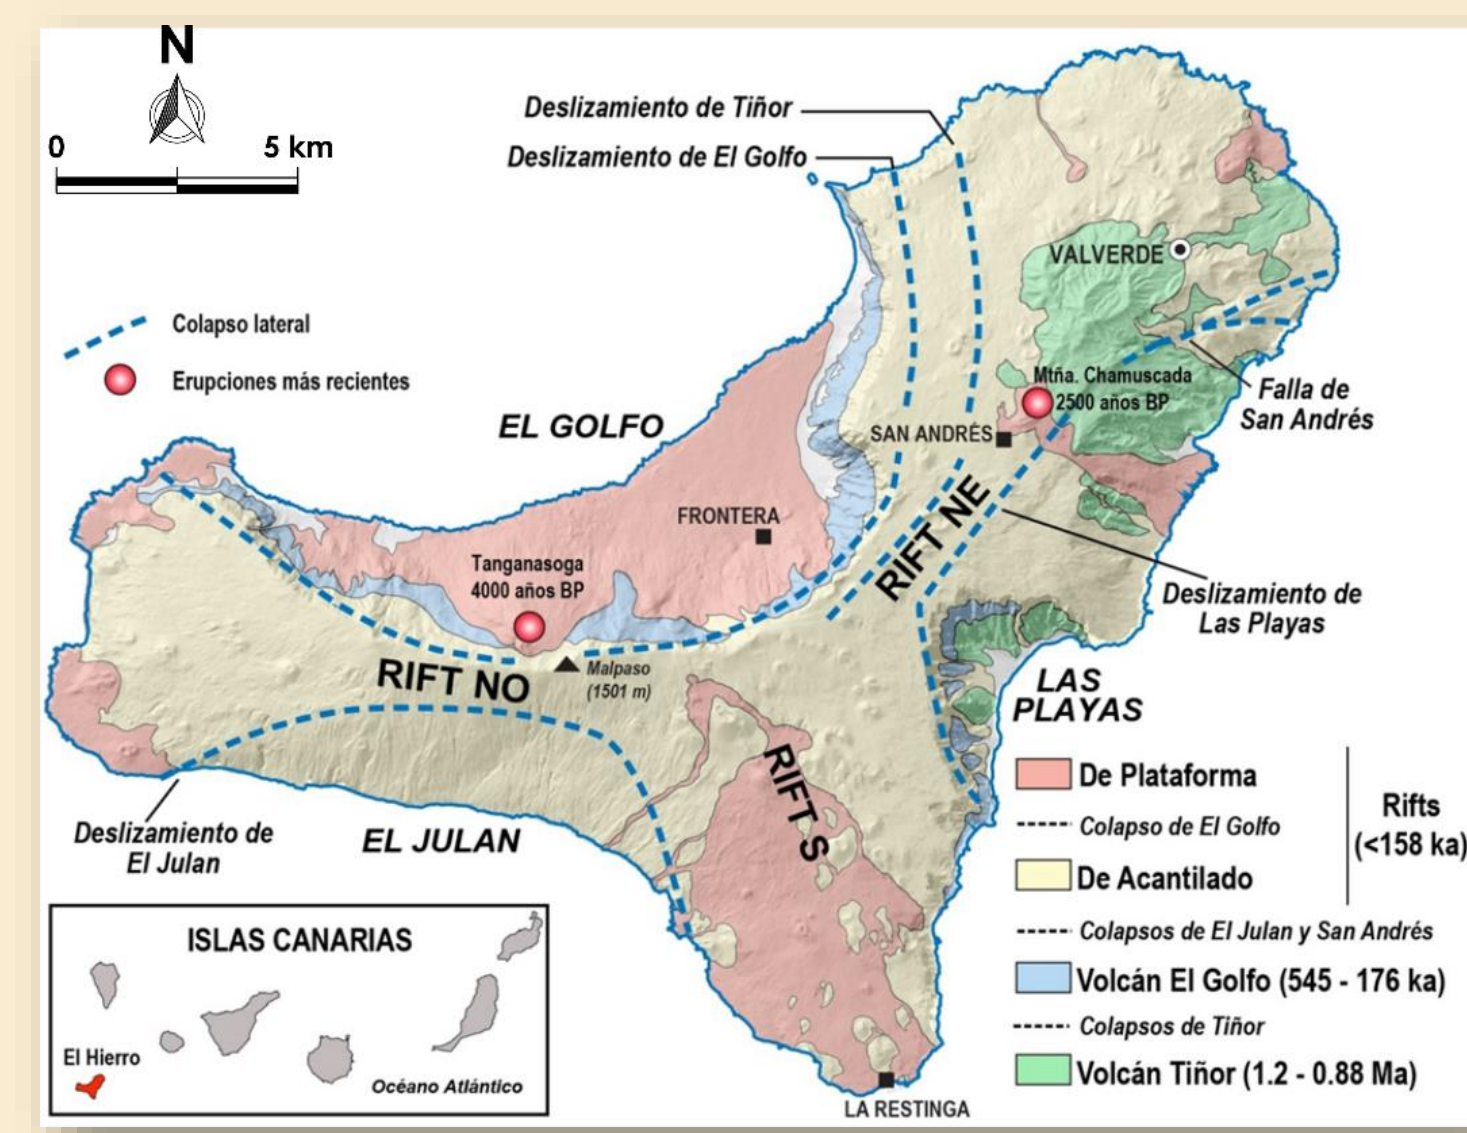 N
0 5 km
Deslizamiento de Tiñor
Deslizamiento de El Golfo
VALVERDE
Colapso lateral
Erupciones más recientes
Mtña. Chamuscada
2500 años BP
Falla de
San Andrés
EL GOLFO
SAN ANDRÉS
FRONTERA
RIFT NE
Tanganasoga
4000 años BP
Deslizamiento de
Las Playas
RIFT NO
Malpaso
(1501 m)
LAS
PLAYAS
RIFT S
Deslizamiento de
El Julan
EL JULAN
De Plataforma
Colapso de El Golfo
De Acantilado
Rifts
(<158 ka)
Colapsos de El Julan y San Andrés
Volcán El Golfo (545 - 176 ka)
Colapsos de Tiñor
Volcán Tiñor (1.2 - 0.88 Ma)
ISLAS CANARIAS
El Hierro
Océano Atlántico
LA RESTINGA